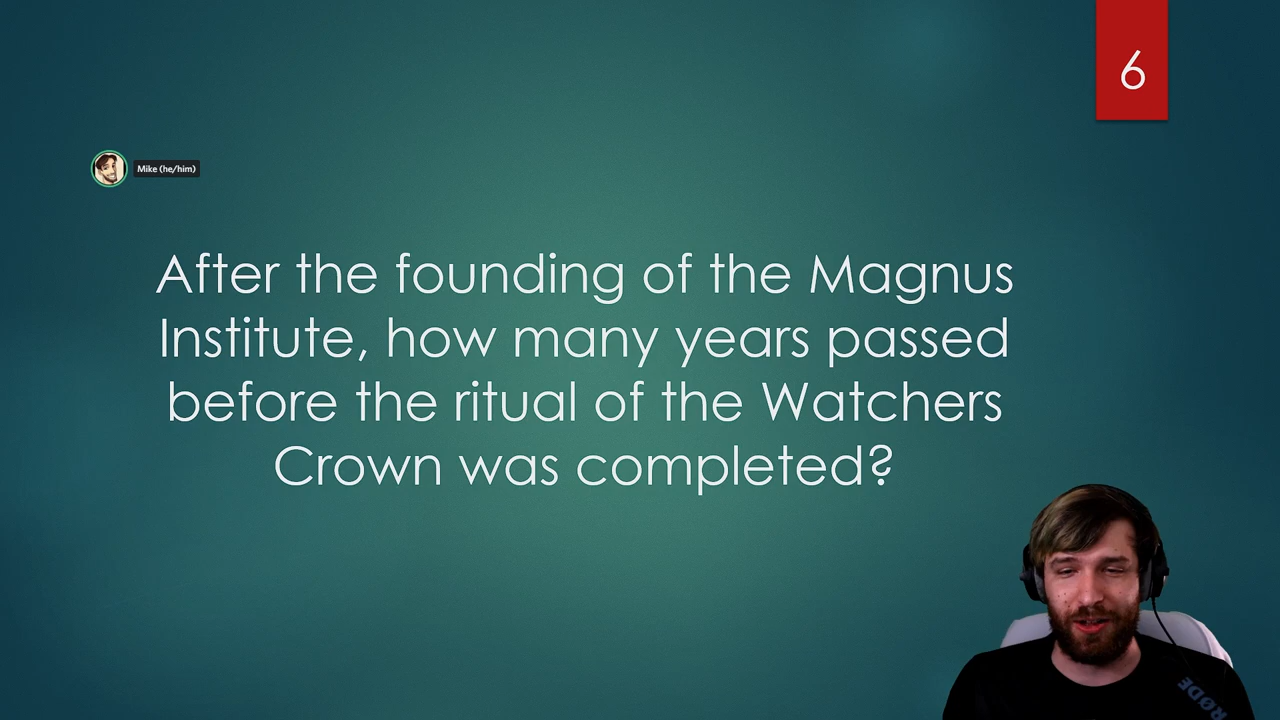 6
Mike (he/him)
After the founding of the Magnus
Institute, how many years passed
before the ritual of the Watchers
Crown was completed?
RØDE